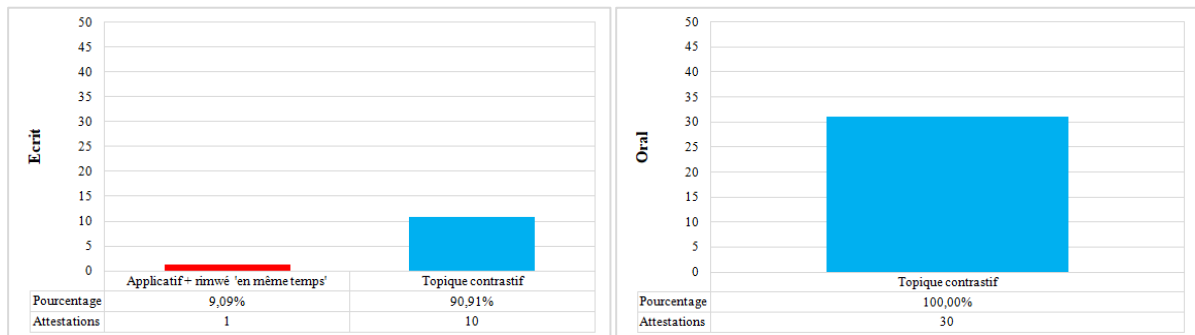 50
45
40
35
30
25
20
15
10
5
0
Ecrit
Applicatif + rimwé 'en même temps' Topique contrastif
Pourcentage 9,09% 90,91%
Attestations 1 10
50
45
40
35
30
25
20
15
10
5
0
Oral
Topique contrastif
Pourcentage 100,00%
Attestations 30